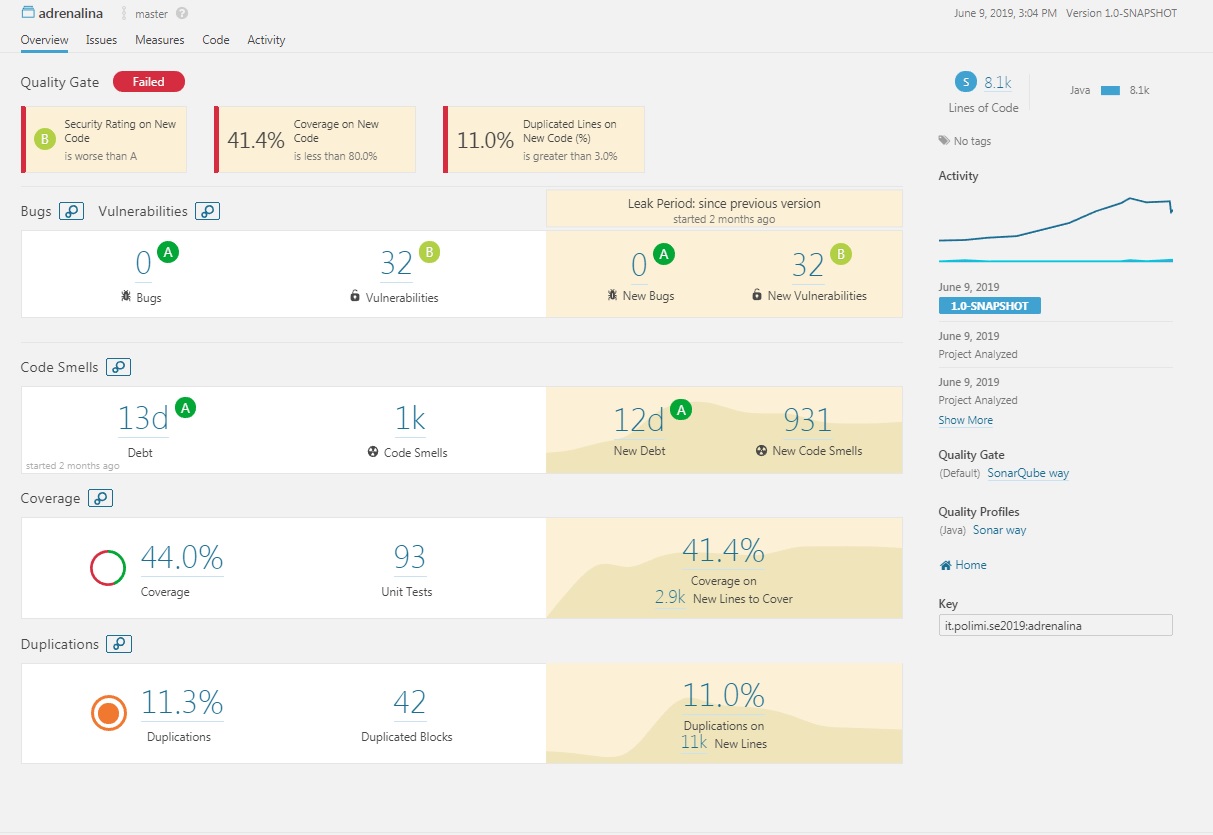 adrenalina master ?
June 9, 2019, 3:04 PM Version 1.0-SNAPSHOT
Overview Issues Measures Code Activity
Quality Gate Failed
B Security Rating on New
Code
is worse than A
41.4% Coverage on New
Code
is less than 80.0%
11.0% Duplicated Lines on
New Code (%)
is greater than 3.0%
Bugs Vulnerabilities
Leak Period: since previous version
started 2 months ago
0 A
Bugs
32 B
Vulnerabilities
0 A
New Bugs
32 B
New Vulnerabilities
Code Smells
13d A
Debt
started 2 months ago
1k
Code Smells
12d A
New Debt
931
New Code Smells
Coverage
44.0%
Coverage
93
Unit Tests
41.4%
Coverage on
2.9k New Lines to Cover
Duplications
11.3%
Duplications
42
Duplicated Blocks
11.0%
Duplications on
11k New Lines
S 8.1k
Lines of Code
Java 8.1k
No tags
Activity
June 9, 2019
1.0-SNAPSHOT
June 9, 2019
Project Analyzed
June 9, 2019
Project Analyzed
Show More
Quality Gate
(Default) SonarQube way
Quality Profiles
(Java) Sonar way
Home
Key
it.polimi.se2019:adrenalina